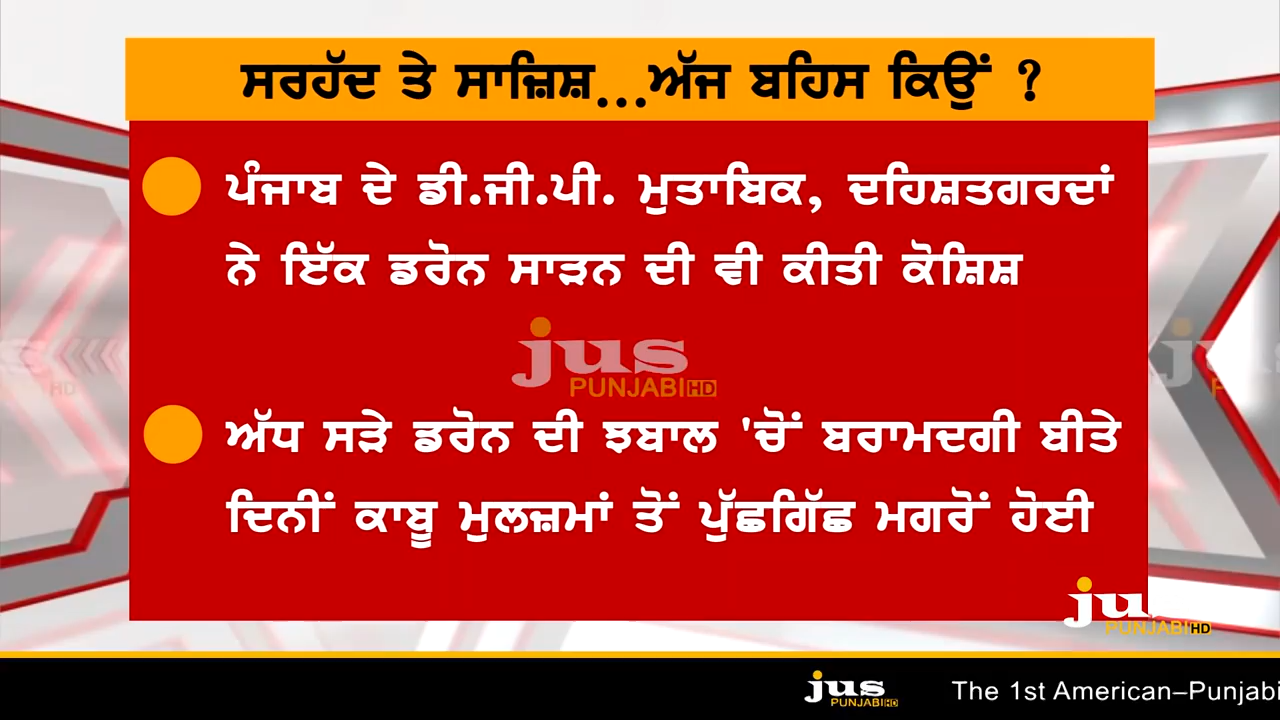 ਸਰਹੱਦ ਤੇ ਸਾਜ਼ਿਸ਼...ਅੱਜ ਬਹਿਸ ਕਿਉਂ ?
ਪੰਜਾਬ ਦੇ ਡੀ.ਜੀ.ਪੀ. ਮੁਤਾਬਿਕ, ਦਹਿਸ਼ਤਗਰਦਾਂ
ਨੇ ਇੱਕ ਡਰੋਨ ਸਾੜਨ ਦੀ ਵੀ ਕੀਤੀ ਕੋਸ਼ਿਸ਼
jus
PUNJABI HD
ਅੱਧ ਸੜੇ ਡਰੋਨ ਦੀ ਝਬਾਲ 'ਚੋਂ ਬਰਾਮਦਗੀ ਬੀਤੇ
ਦਿਨੀਂ ਕਾਬੂ ਮੁਲਜ਼ਮਾਂ ਤੋਂ ਪੁੱਛਗਿੱਛ ਮਗਰੋਂ ਹੋਈ
jus
PUNJABI HD
jus
PUNJABI HD
The 1st American–Punjabi